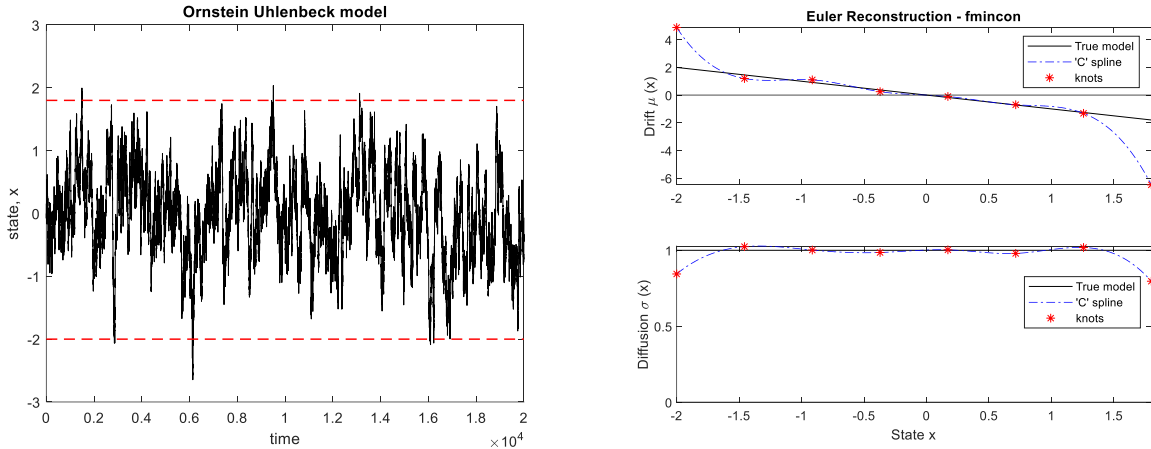 Ornstein Uhlenbeck model
3
2
1
0
-1
-2
-3
state, x
0 0.2 0.4 0.6 0.8 1 1.2 1.4 1.6 1.8 2
time
×10⁴
Euler Reconstruction - fmincon
4
2
0
-2
-4
-6
Drift μ (x)
True model
'C' spline
knots
-2 -1.5 -1 -0.5 0 0.5 1 1.5
1
0.5
0
Diffusion σ (x)
True model
'C' spline
knots
-2 -1.5 -1 -0.5 0 0.5 1 1.5
State x